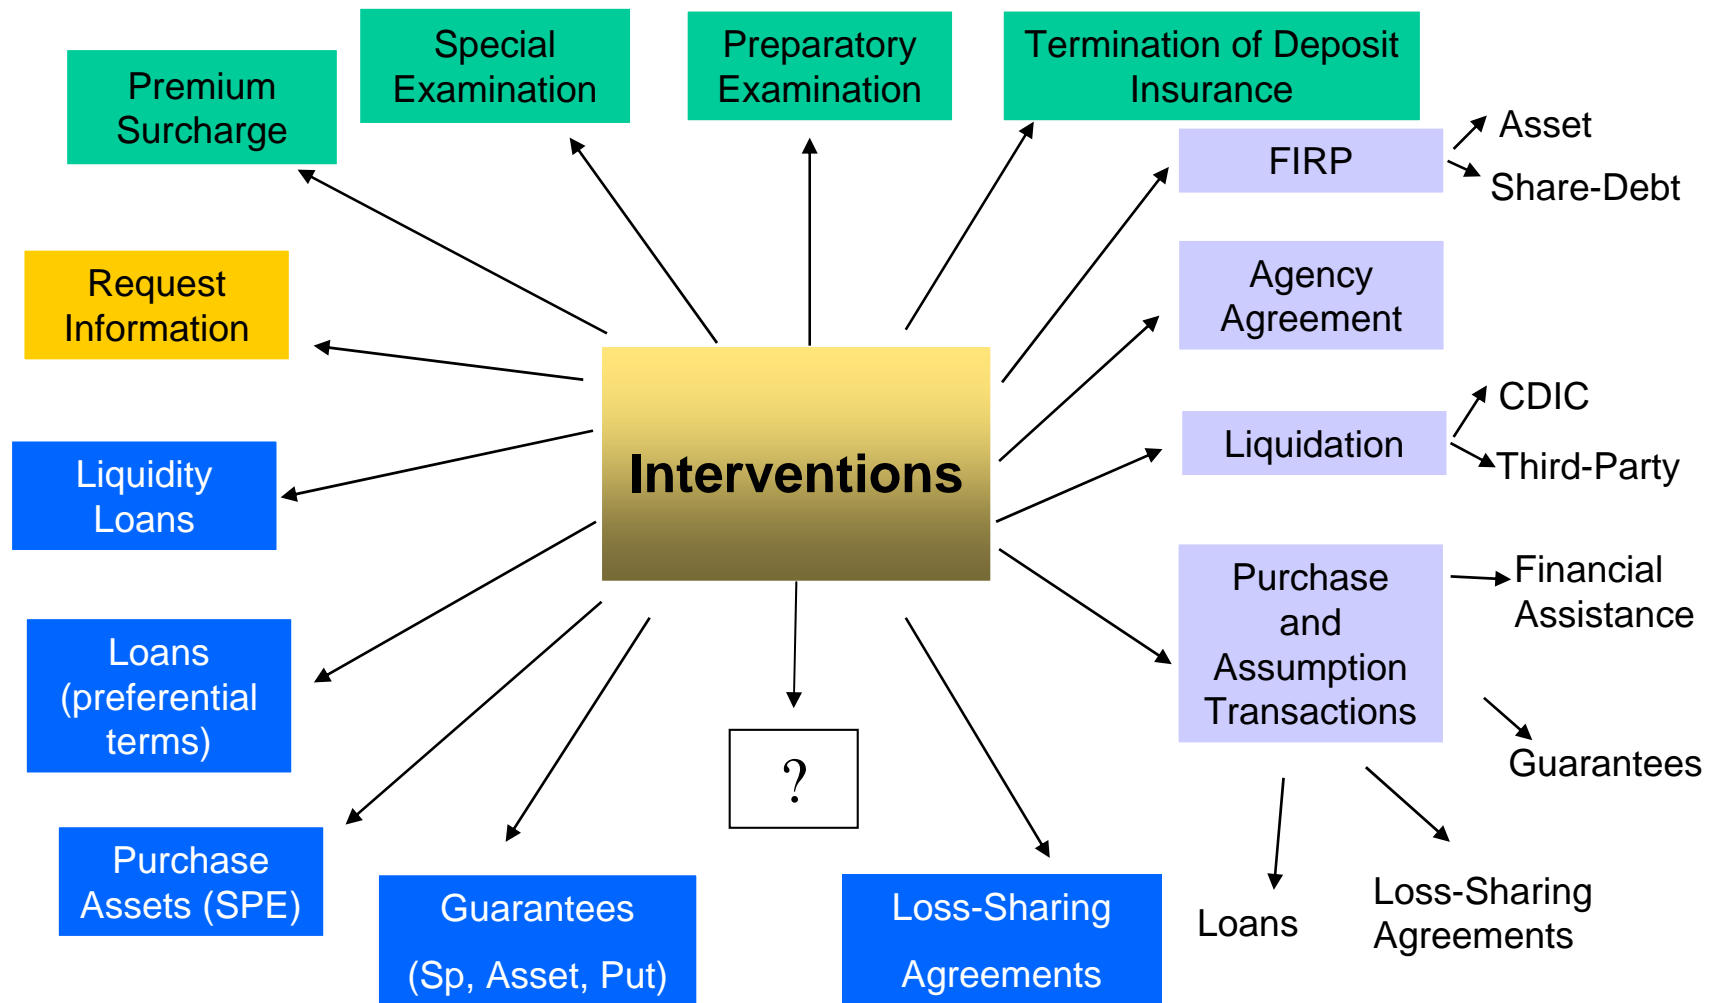 Special
Examination
Preparatory
Examination
Termination of Deposit
Insurance
Premium
Surcharge
FIRP
Asset
Share-Debt
Request
Information
Agency
Agreement
Interventions
Liquidation
CDIC
Third-Party
Liquidity
Loans
Purchase
and
Assumption
Transactions
Financial
Assistance
Guarantees
Loans
(preferential
terms)
?
Purchase
Assets (SPE)
Guarantees
(Sp, Asset, Put)
Loss-Sharing
Agreements
Loans
Loss-Sharing
Agreements